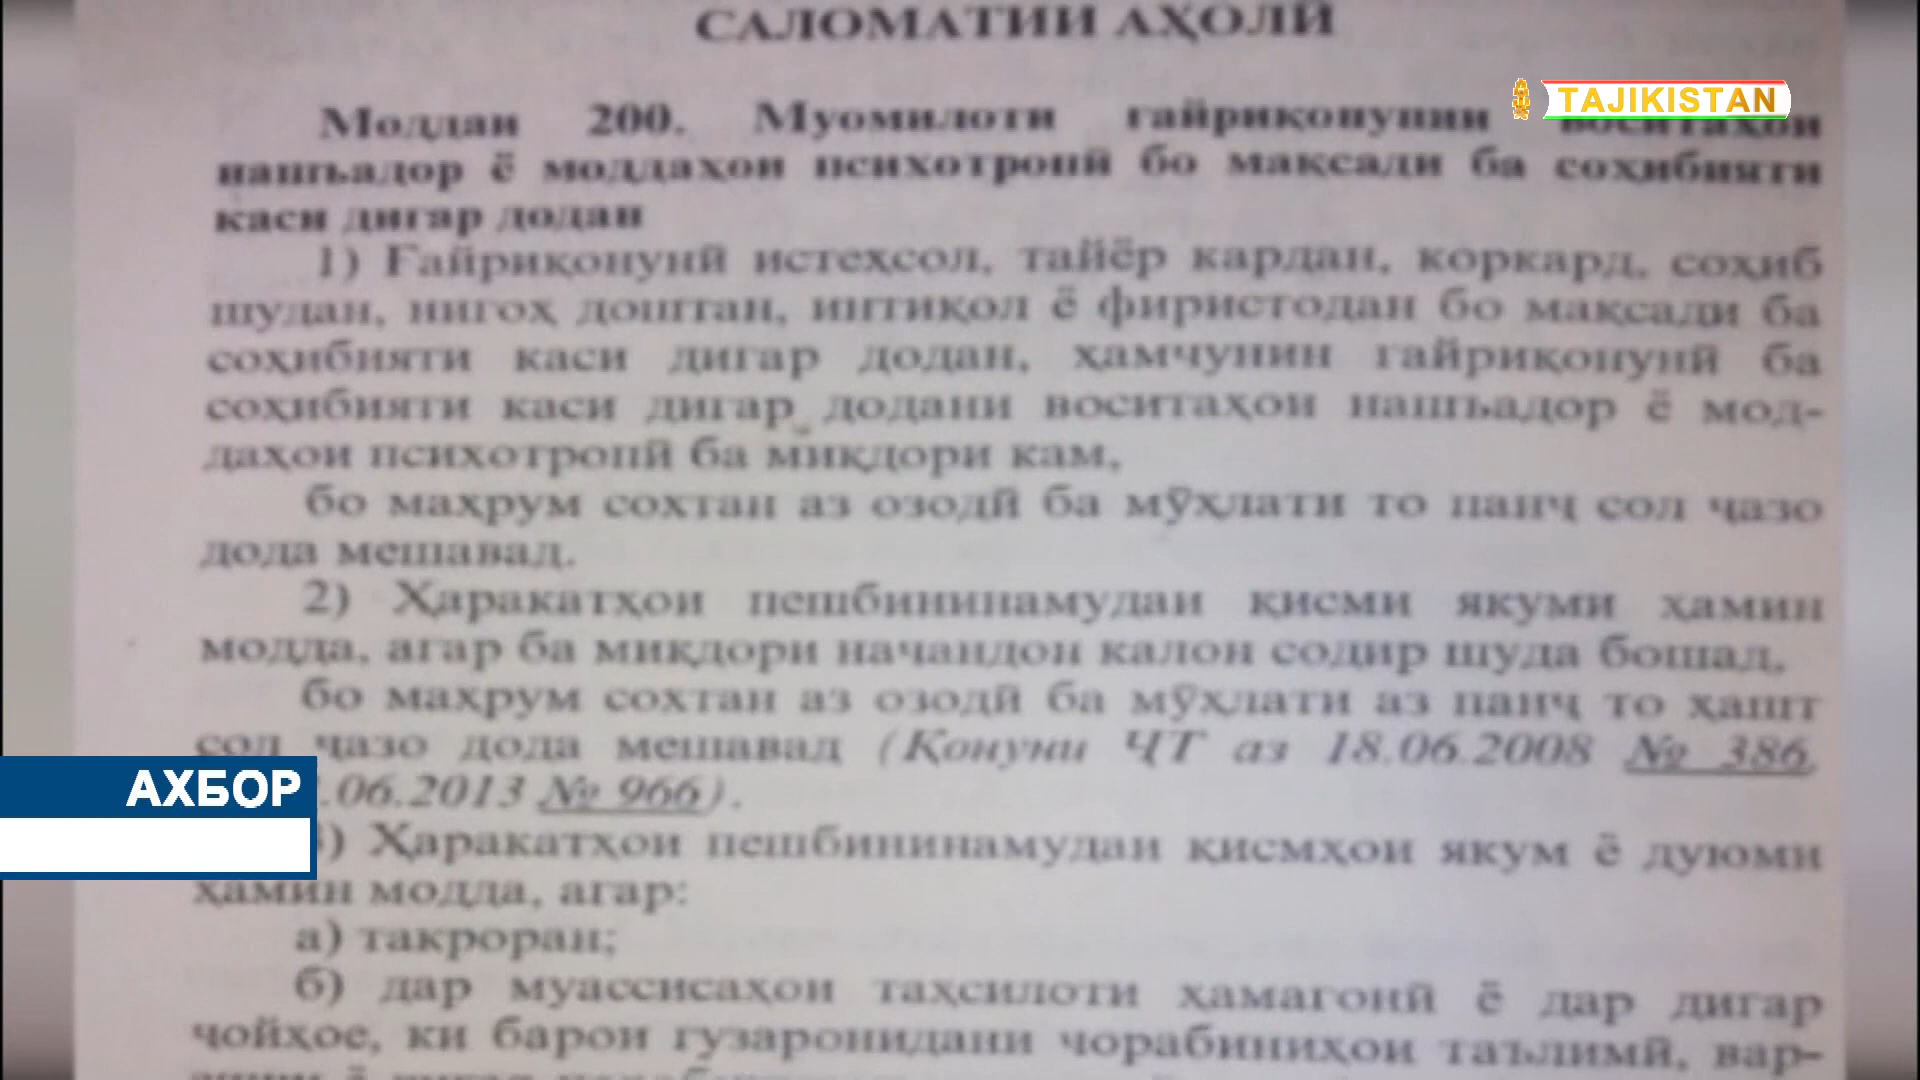 САЛОМАТИИ АҲОЛӢ
TAJIKISTAN
Моддаи 200. Муомилоти ғайриқонунии воситаҳои
нашъадор ё моддаҳои психотропӣ бо мақсади ба соҳибияти
каси дигар додан
1) Ғайриқонунӣ истеҳсол, тайёр кардан, коркард, соҳиб
шудан, нигоҳ доштан, интиқол ё фиристодан бо мақсади ба
соҳибияти каси дигар додан, ҳамчунин ғайриқонунӣ ба
соҳибияти каси дигар додани воситаҳои нашъадор ё мод-
даҳои психотропӣ ба миқдори кам,
бо маҳрум сохтан аз озодӣ ба мӯҳлати то панҷ сол ҷазо
дода мешавад.
2) Ҳаракатҳои пешбининамудаи қисми якуми ҳамин
модда, агар ба миқдори начандон калон содир шуда бошад,
бо маҳрум сохтан аз озодӣ ба мӯҳлати аз панҷ то ҳашт
сол ҷазо дода мешавад (Қонуни ҶТ аз 18.06.2008 № 386,
.06.2013 № 966).
АХБОР
3) Ҳаракатҳои пешбининамудаи қисмҳои якум ё дуюми
ҳамин модда, агар:
а) такроран;
б) дар муассисаҳои таҳсилоти ҳамагонӣ ё дар дигар
ҷойҳое, ки барои гузаронидани чорабиниҳои таълимӣ, вар-